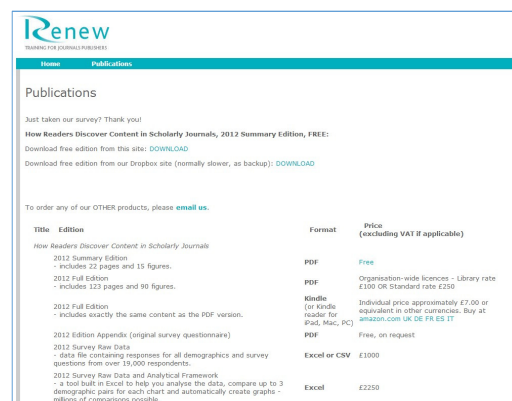 Renew
TRAINING FOR JOURNALS PUBLISHERS
Home Publications
Publications
Just taken our survey? Thank you!
How Readers Discover Content in Scholarly Journals, 2012 Summary Edition, FREE:
Download free edition from this site: DOWNLOAD
Download free edition from our Dropbox site (normally slower, as backup): DOWNLOAD
To order any of our OTHER products, please email us.
Title Edition Format Price
(excluding VAT if applicable)
How Readers Discover Content in Scholarly Journals
2012 Summary Edition
- includes 22 pages and 15 figures.
PDF Free
2012 Full Edition
- includes 123 pages and 90 figures.
PDF
Organisation-wide licences - Library rate
£100 OR Standard rate £250
2012 Full Edition
- includes exactly the same content as the PDF version.
Kindle
(or Kindle
reader for
iPad, Mac, PC)
Individual price approximately £7.00 or
equivalent in other currencies. Buy at
amazon.com UK DE FR ES IT
2012 Edition Appendix (original survey questionnaire) PDF Free, on request
2012 Survey Raw Data
- data file containing responses for all demographics and survey
questions from over 19,000 respondents.
Excel or CSV £1000
2012 Survey Raw Data and Analytical Framework
- a tool built in Excel to help you analyse the data, compare up to 3
demographic pairs for each chart and automatically create graphs -
millions of comparisons possible
Excel £2250